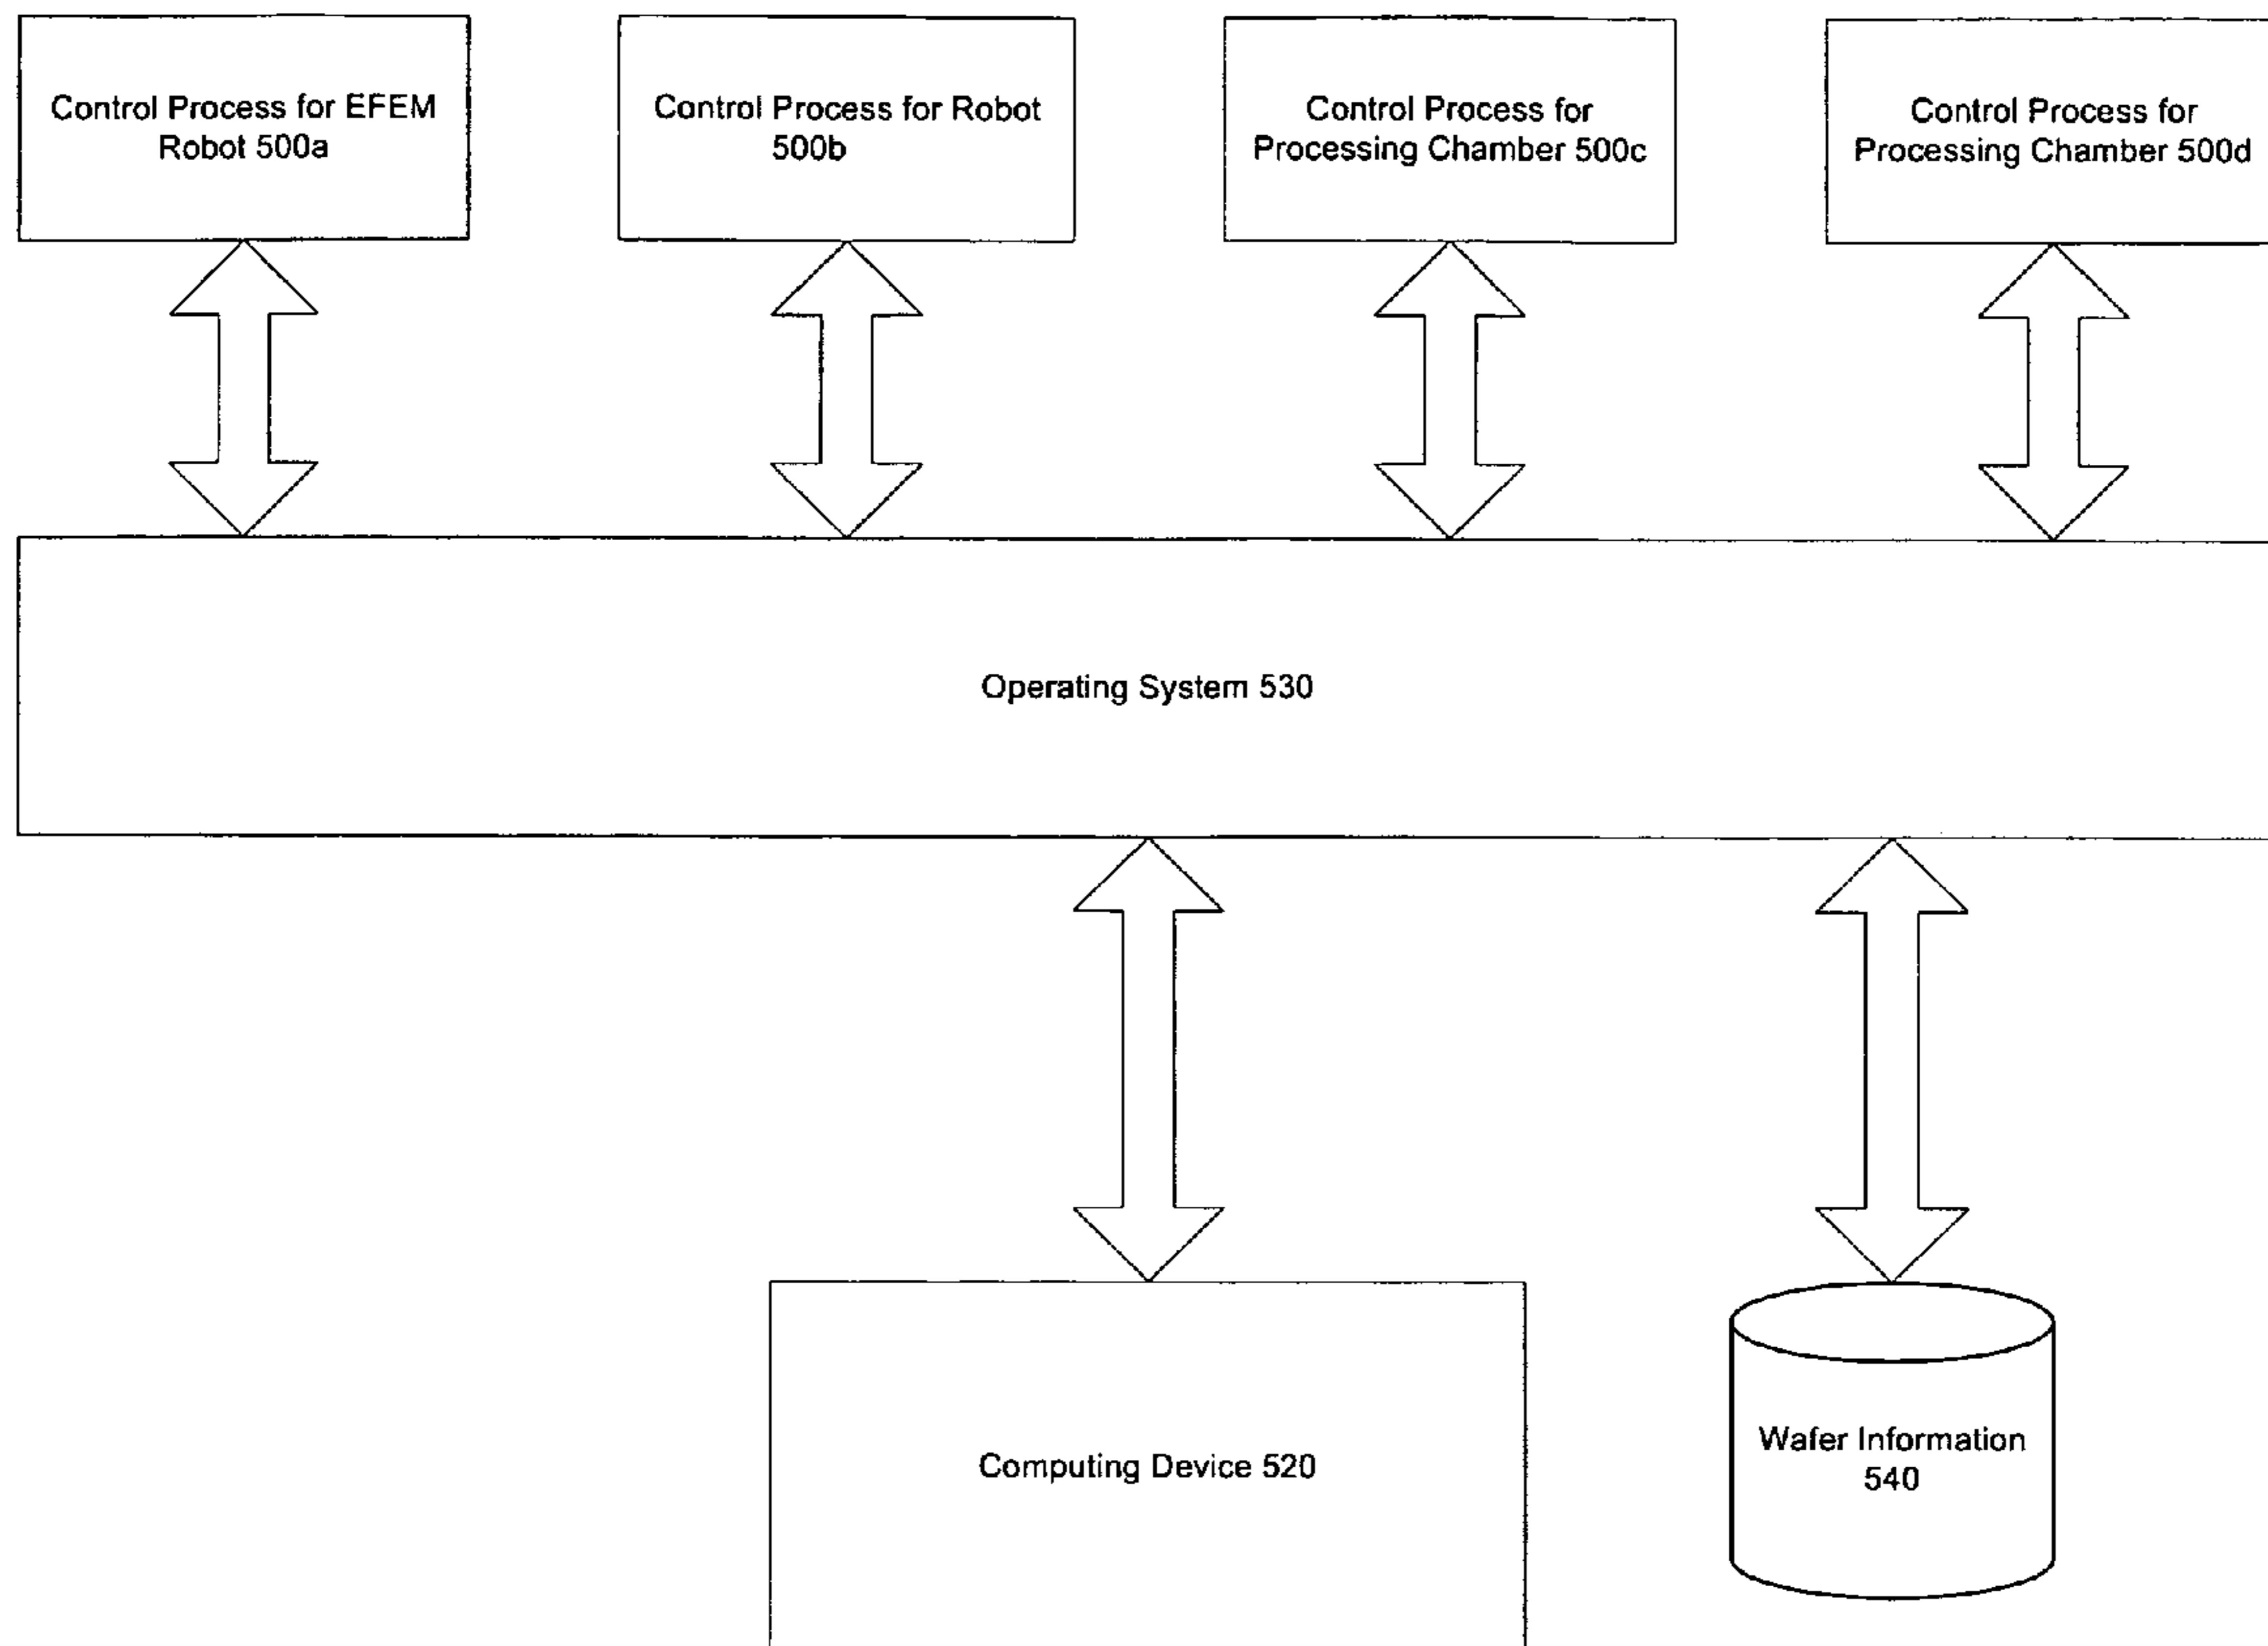 Control Process for EFEM
Robot 500a
Control Process for Robot
500b
Control Process for
Processing Chamber 500c
Control Process for
Processing Chamber 500d
Operating System 530
Computing Device 520
Wafer Information
540